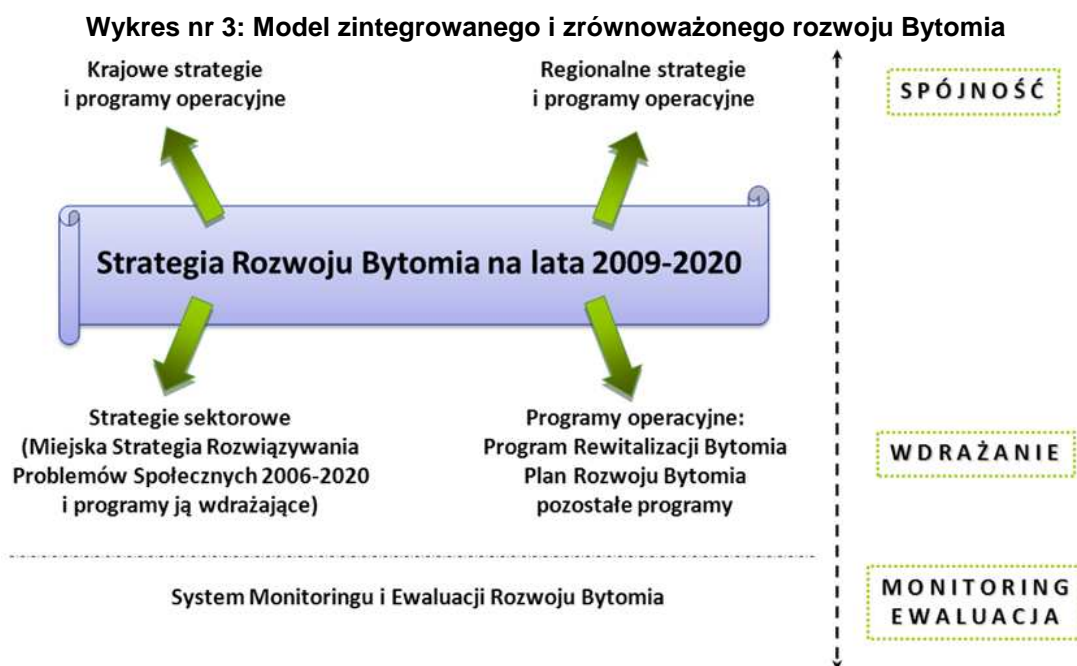 Wykres nr 3: Model zintegrowanego i zrównoważonego rozwoju Bytomia
Krajowe strategie
i programy operacyjne
Regionalne strategie
i programy operacyjne
SPÓJNOŚĆ
Strategia Rozwoju Bytomia na lata 2009-2020
Strategie sektorowe
(Miejska Strategia Rozwiązywania
Problemów Społecznych 2006-2020
i programy ją wdrażające)
Programy operacyjne:
Program Rewitalizacji Bytomia
Plan Rozwoju Bytomia
pozostałe programy
WDRAŻANIE
System Monitoringu i Ewaluacji Rozwoju Bytomia
MONITORING
EWALUACJA